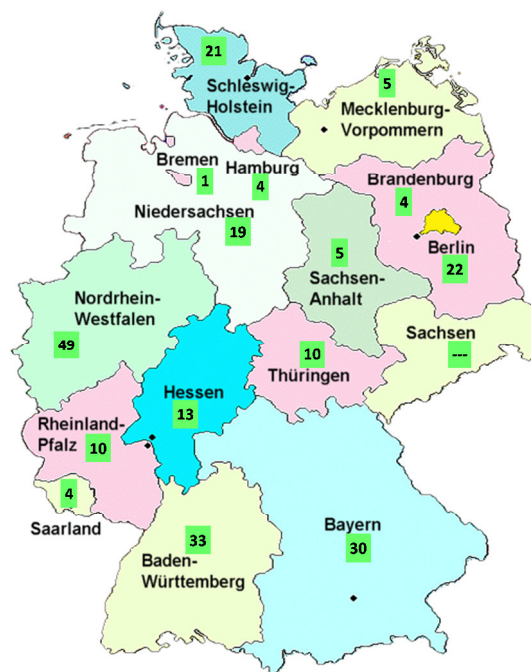 21
Schleswig-
Holstein
5
Mecklenburg-
Vorpommern
Bremen
1
Hamburg
4
Niedersachsen
19
Brandenburg
4
Berlin
22
5
Sachsen-
Anhalt
Nordrhein-
Westfalen
49
Sachsen
---
10
Thüringen
Hessen
13
Rheinland-
Pfalz
10
4
Saarland
33
Baden-
Württemberg
Bayern
30